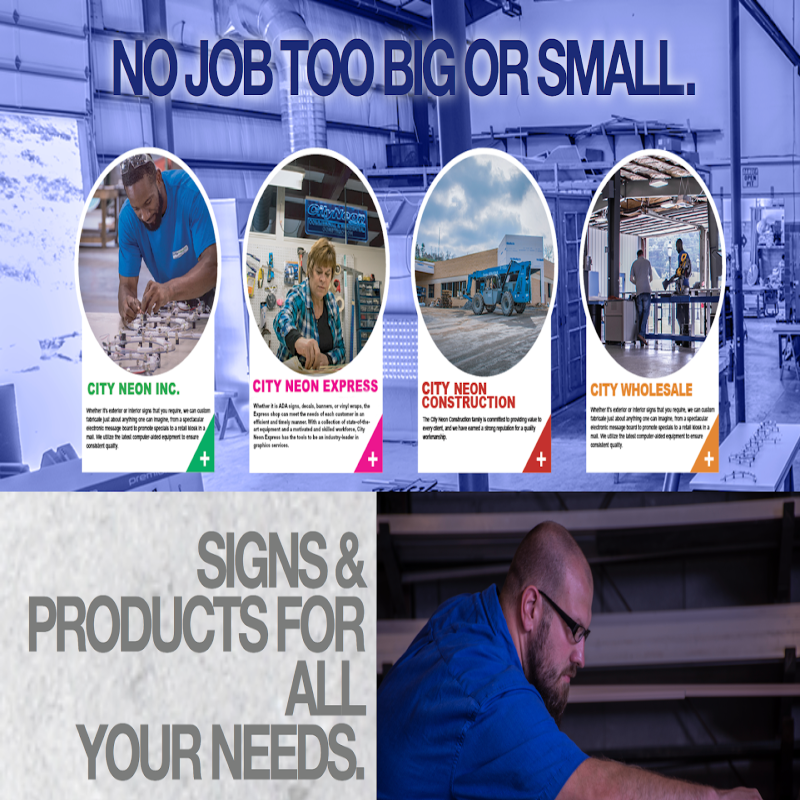 NO JOB TOO BIG OR SMALL.
CityNeon
CITY NEON INC.
Whether it's exterior or interior signs that you require, we can custom
fabricate just about anything one can imagine, from a spectacular
electronic message board to promote specials to a retail kiosk in a
mall. We utilize the latest computer-aided equipment to ensure
consistent quality.
+
CITY NEON EXPRESS
Whether it is ADA signs, decals, banners, or vinyl wraps, the
Express shop can meet the needs of each customer in an
efficient and timely manner. With a collection of state-of-the-
art equipment and a motivated and skilled workforce, City
Neon Express has the tools to be an industry-leader in
graphics services.
+
CITY NEON
CONSTRUCTION
The City Neon Construction family is committed to providing value to
every client, and we have earned a strong reputation for a quality
workmanship.
+
CITY WHOLESALE
Whether it's exterior or interior signs that you require, we can custom
fabricate just about anything one can imagine, from a spectacular
electronic message board to promote specials to a retail kiosk in a
mall. We utilize the latest computer-aided equipment to ensure
consistent quality.
+
SIGNS &
PRODUCTS FOR
ALL
YOUR NEEDS.